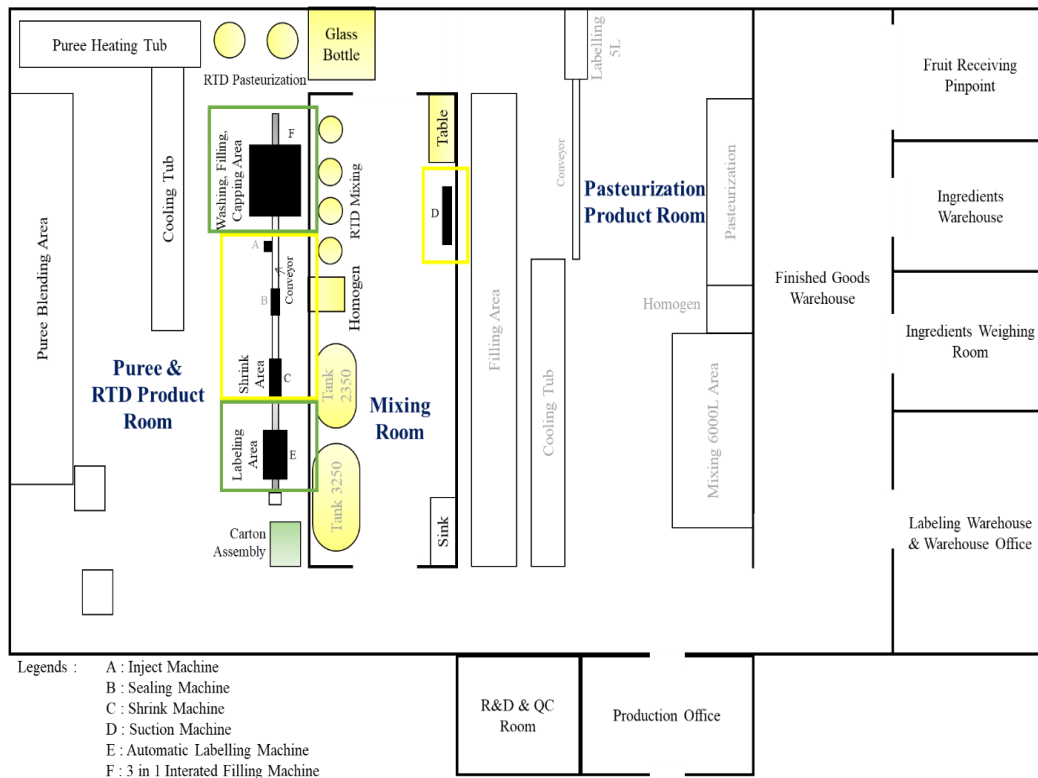 Puree Heating Tub
RTD Pasteurization
Glass
Bottle
Labelling
5L
Fruit Receiving
Pinpoint
Puree Blending Area
Cooling Tub
Washing, Filling,
Capping Area
F
RTD Mixing
Table
D
Conveyor
Pasteurization
Product Room
Pasteurization
Ingredients
Warehouse
A
B
Conveyor
Homogen
Filling Area
Homogen
Finished Goods
Warehouse
Ingredients Weighing
Room
Puree &
RTD Product
Room
Shrink
Area
C
Tank
2350
Mixing
Room
Cooling Tub
Mixing 6000L Area
Labeling
Area
E
Tank 3250
Sink
Labeling Warehouse
& Warehouse Office
Carton
Assembly
Legends :
A : Inject Machine
B : Sealing Machine
C : Shrink Machine
D : Suction Machine
E : Automatic Labelling Machine
F : 3 in 1 Interated Filling Machine
R&D & QC
Room
Production Office